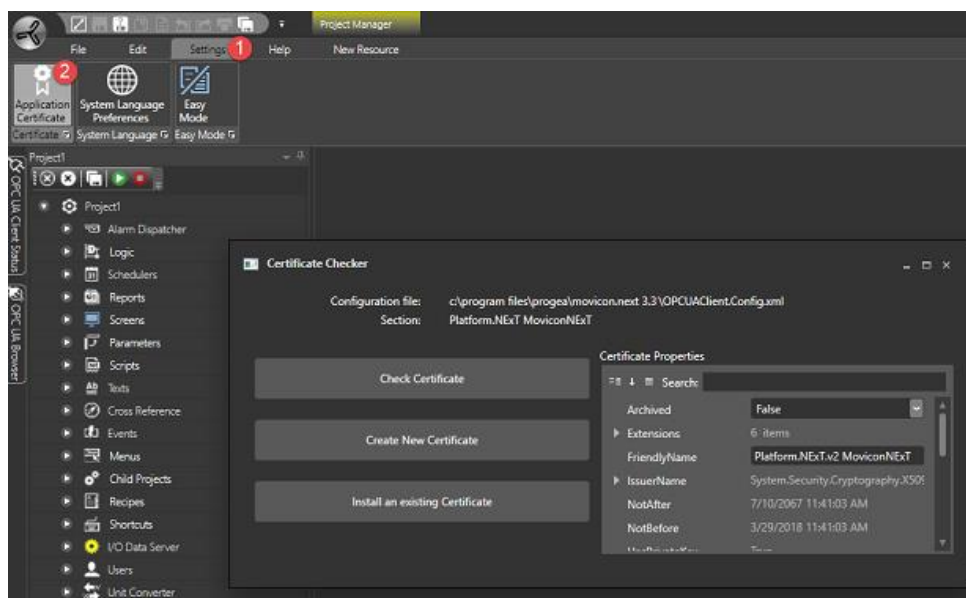 Project Manager
File Edit Settings 1 Help New Resource
2
Application Certificate
System Language Preferences
Easy Mode
Certificate System Language Easy Mode
Project1
OPC UA Client Status
OPC UA Browser
Project1
Alarm Dispatcher
Logic
Schedulers
Reports
Screens
Parameters
Scripts
Ab Texts
Cross Reference
Events
Menus
Child Projects
Recipes
Shortcuts
I/O Data Server
Users
Unit Converter
Certificate Checker
Configuration file: c:\program files\progea\movicon.next 3.3\OPCUAClient.Config.xml
Section: Platform.NExT MoviconNExT
Check Certificate
Create New Certificate
Install an existing Certificate
Certificate Properties
Search:
Archived False
Extensions 6 items
FriendlyName Platform.NExT.v2 MoviconNExT
IssuerName System.Security.Cryptography.X509
NotAfter 7/10/2067 11:41:03 AM
NotBefore 3/29/2018 11:41:03 AM